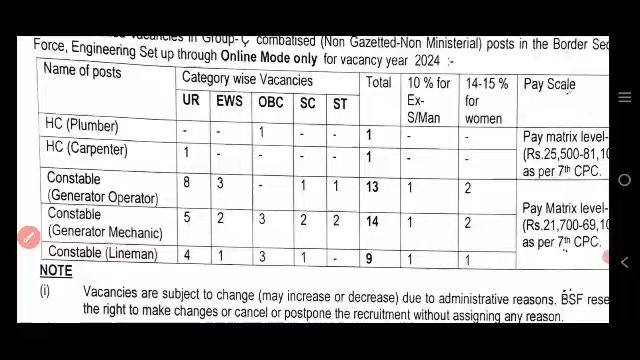 vacancies in Group-C combatised (Non Gazetted-Non Ministerial) posts in the Border Sec
Force, Engineering Set up through Online Mode only for vacancy year 2024 :-
Name of posts Category wise Vacancies Total 10 % for Ex-S/Man 14-15 % for women Pay Scale
UR EWS OBC SC ST
HC (Plumber) - - 1 - - 1 - - Pay matrix level-
HC (Carpenter) 1 - - - - 1 - - (Rs.25,500-81,10
as per 7th CPC.
Constable (Generator Operator) 8 3 - 1 1 13 1 2
Constable (Generator Mechanic) 5 2 3 2 2 14 1 2 Pay Matrix level-
(Rs.21,700-69,10
as per 7th CPC.
Constable (Lineman) 4 1 3 1 - 9 1 1
NOTE
(i) Vacancies are subject to change (may increase or decrease) due to administrative reasons. BSF rese
the right to make changes or cancel or postpone the recruitment without assigning any reason.